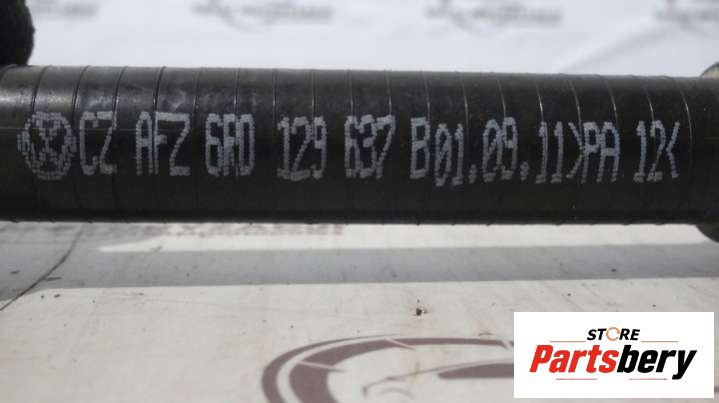 CZ AFZ 6R0 129 637 B01.09.11>PA 12<
STORE
Partsbery